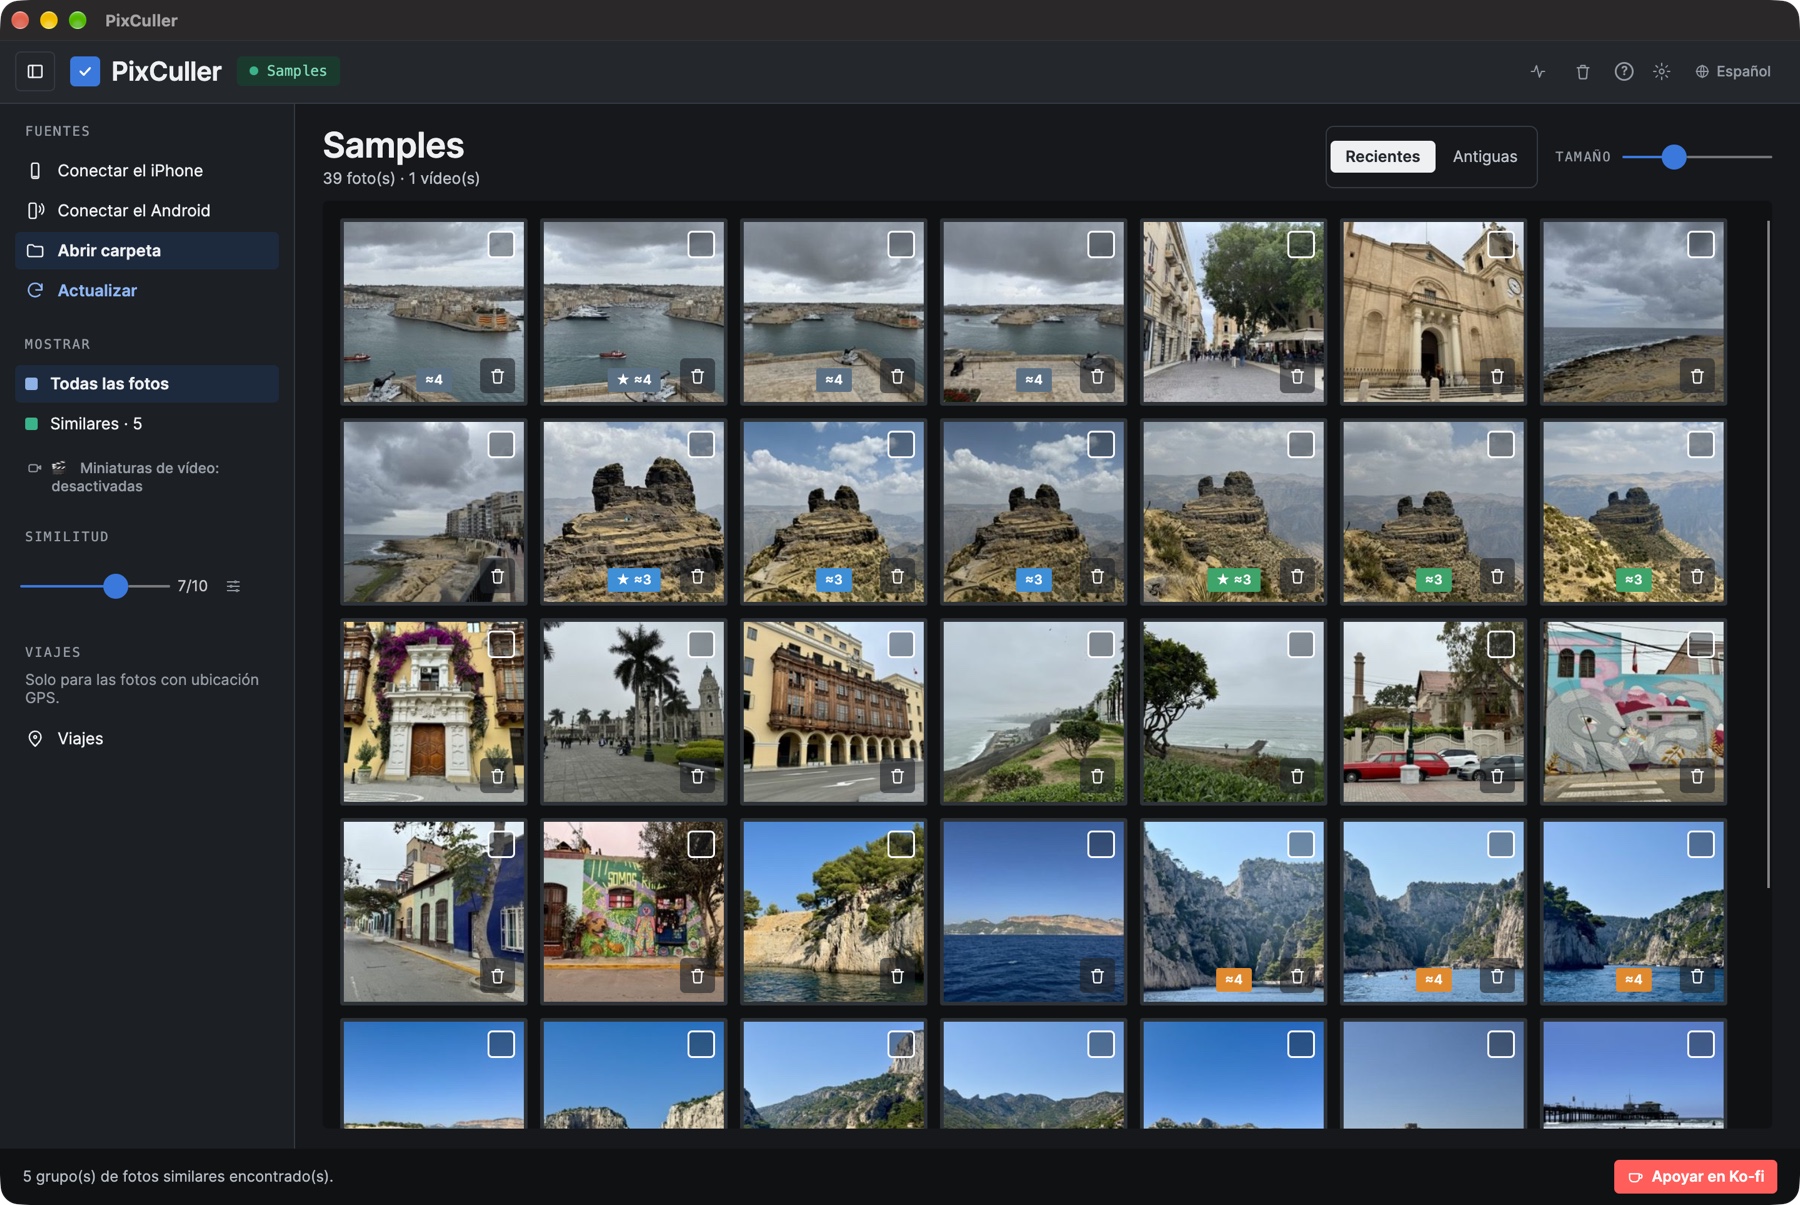 PixCuller
PixCuller
Samples
Español
FUENTES
Conectar el iPhone
Conectar el Android
Abrir carpeta
Actualizar
MOSTRAR
Todas las fotos
Similares · 5
Miniaturas de vídeo:
desactivadas
SIMILITUD
7/10
VIAJES
Solo para las fotos con ubicación
GPS.
Viajes
Samples
39 foto(s) · 1 vídeo(s)
Recientes
Antiguas
TAMAÑO
≈4
★ ≈4
≈4
≈4
★ ≈3
≈3
≈3
★ ≈3
≈3
≈3
SOMOS
≈4
≈4
≈4
5 grupo(s) de fotos similares encontrado(s).
Apoyar en Ko-fi